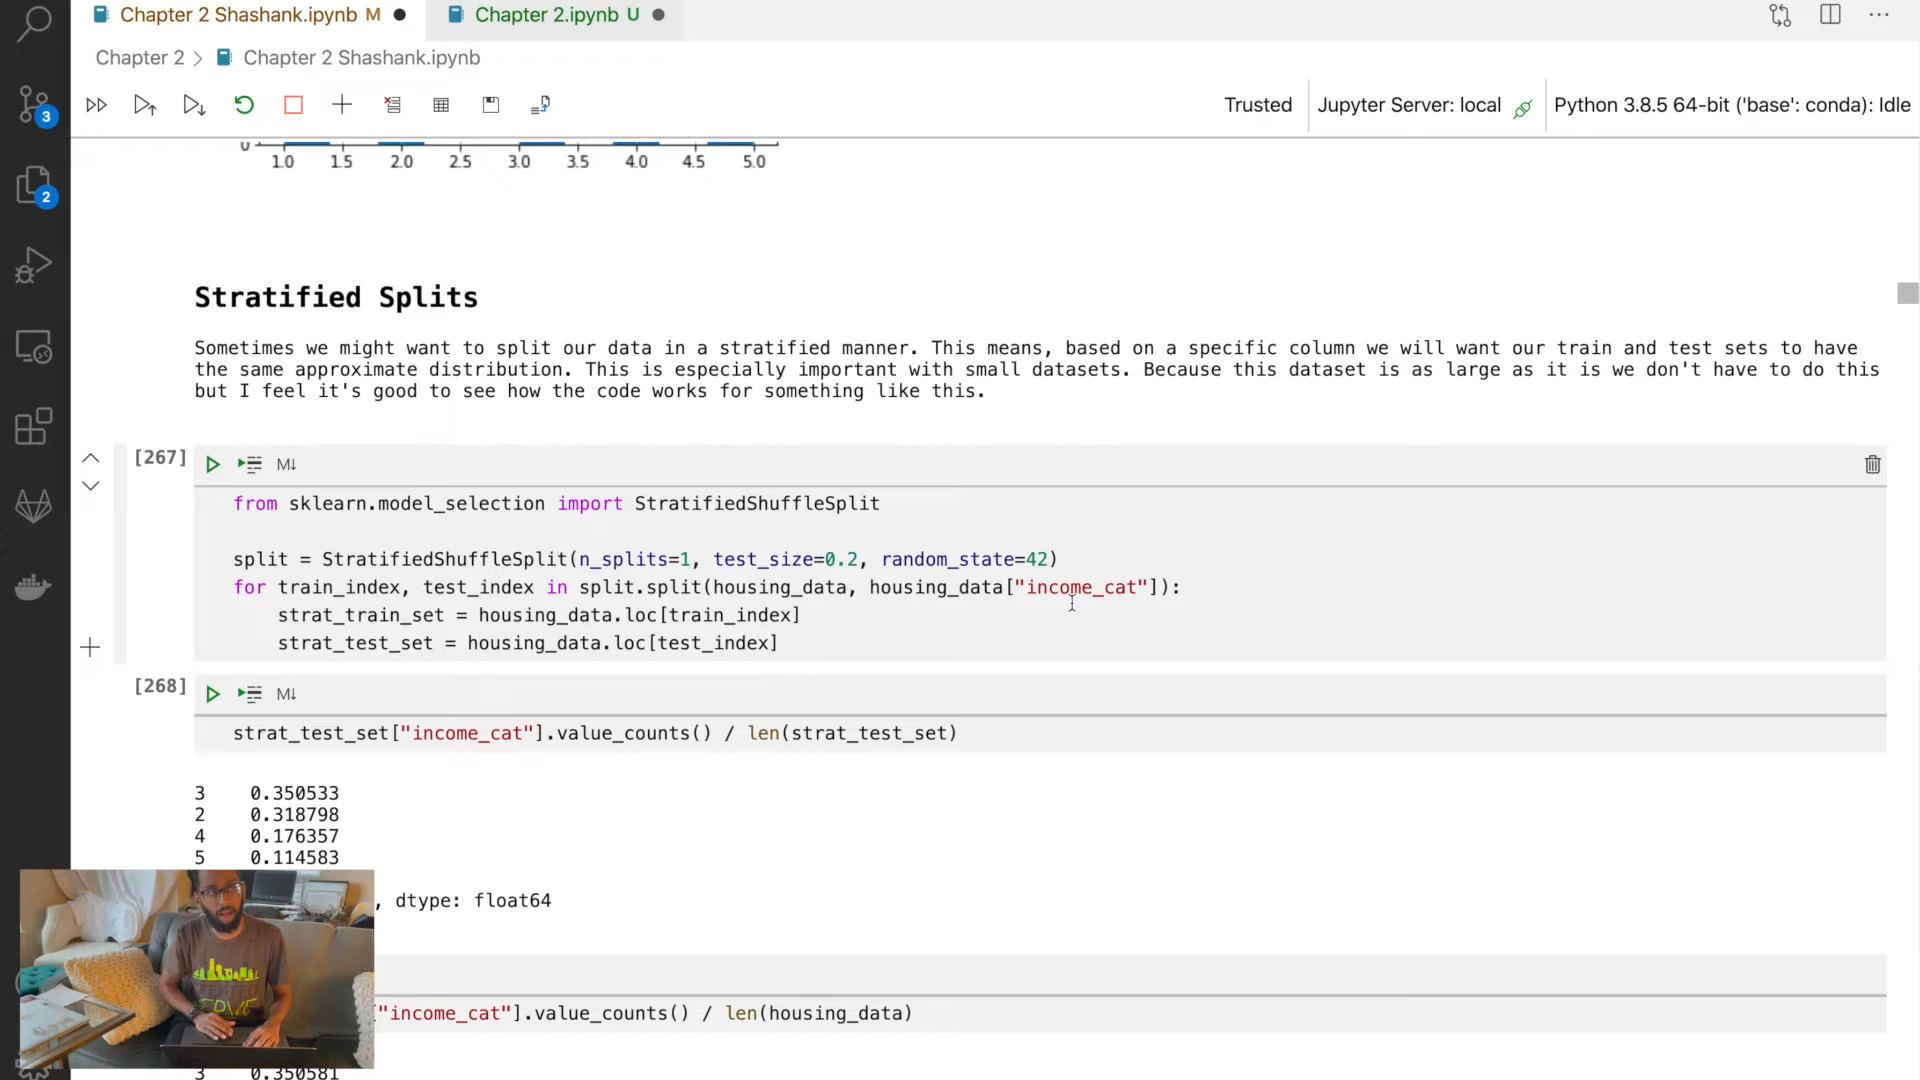 Chapter 2 Shashank.ipynb M
Chapter 2.ipynb U
Chapter 2 > Chapter 2 Shashank.ipynb
3
2
Trusted
Jupyter Server: local
Python 3.8.5 64-bit ('base': conda): Idle
0
1.0 1.5 2.0 2.5 3.0 3.5 4.0 4.5 5.0
Stratified Splits
Sometimes we might want to split our data in a stratified manner. This means, based on a specific column we will want our train and test sets to have
the same approximate distribution. This is especially important with small datasets. Because this dataset is as large as it is we don't have to do this
but I feel it's good to see how the code works for something like this.
[267]
M↓
from sklearn.model_selection import StratifiedShuffleSplit
split = StratifiedShuffleSplit(n_splits=1, test_size=0.2, random_state=42)
for train_index, test_index in split.split(housing_data, housing_data["income_cat"]):
strat_train_set = housing_data.loc[train_index]
strat_test_set = housing_data.loc[test_index]
[268]
M↓
strat_test_set["income_cat"].value_counts() / len(strat_test_set)
3 0.350533
2 0.318798
4 0.176357
5 0.114583
, dtype: float64
"income_cat"].value_counts() / len(housing_data)
3 0.350581